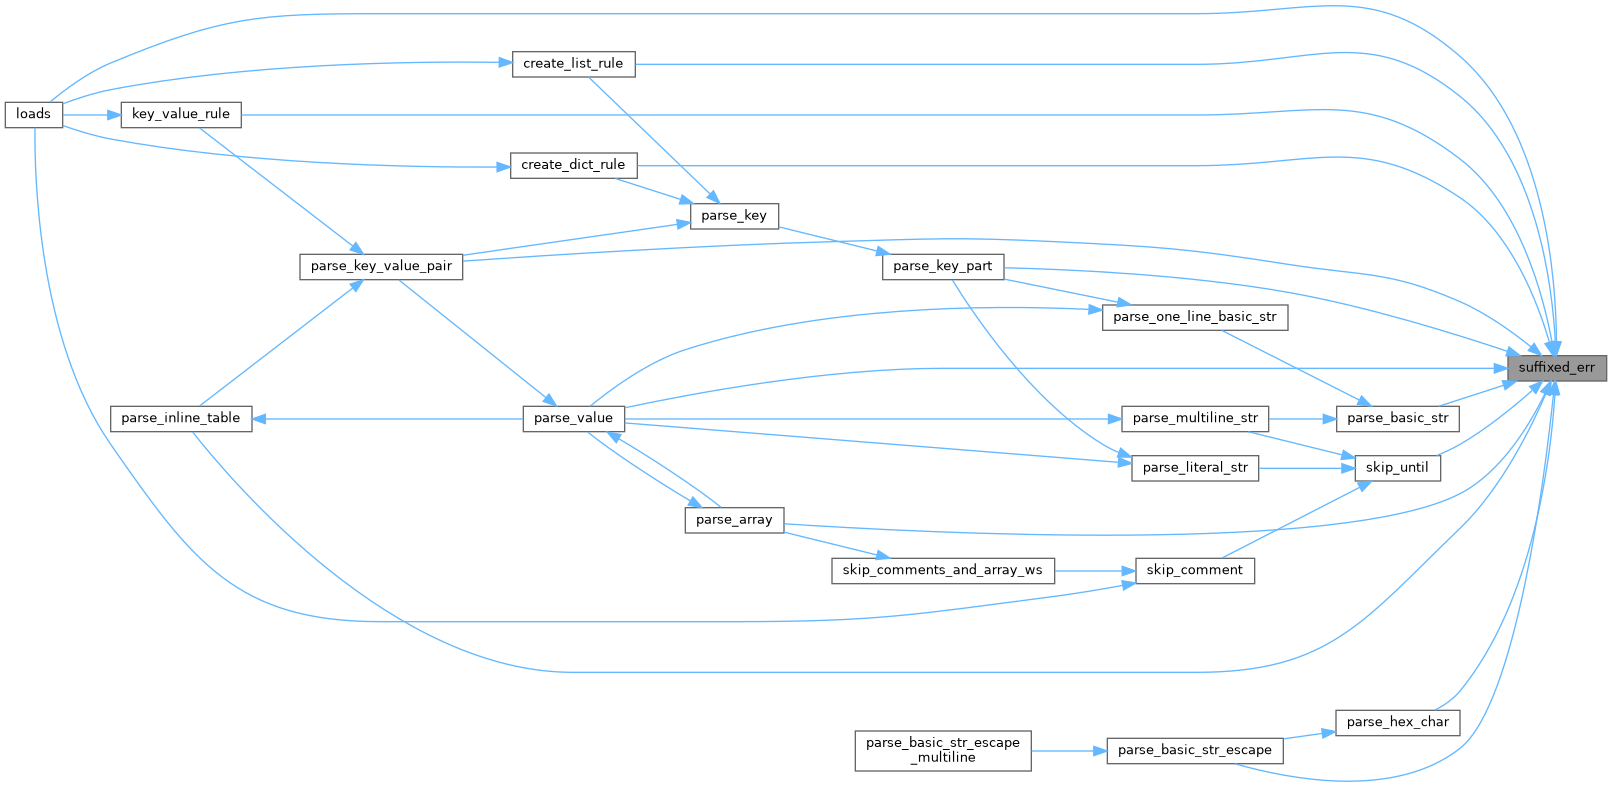 create_list_rule
loads
key_value_rule
create_dict_rule
parse_key
parse_key_value_pair
parse_key_part
parse_one_line_basic_str
suffixed_err
parse_inline_table
parse_value
parse_multiline_str
parse_basic_str
parse_literal_str
skip_until
parse_array
skip_comments_and_array_ws
skip_comment
parse_hex_char
parse_basic_str_escape
_multiline
parse_basic_str_escape